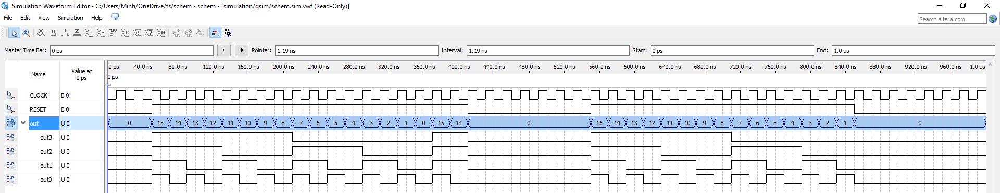 Simulation Waveform Editor - C:/Users/Minh/OneDrive/ts/schem - schem - [simulation/qsim/schem.sim.vwf (Read-Only)]
File Edit View Simulation Help
Search altera.com
Master Time Bar: 0 ps Pointer: 1.19 ns Interval: 1.19 ns Start: 0 ps End: 1.0 us
Name Value at 0 ps
0 ps 40.0 ns 80.0 ns 120.0 ns 160.0 ns 200.0 ns 240.0 ns 280.0 ns 320.0 ns 360.0 ns 400.0 ns 440.0 ns 480.0 ns 520.0 ns 560.0 ns 600.0 ns 640.0 ns 680.0 ns 720.0 ns 760.0 ns 800.0 ns 840.0 ns 880.0 ns 920.0 ns 960.0 ns 1.0 us
0 ps
in CLOCK B 0
in RESET B 0
out out U 0 0 15 14 13 12 11 10 9 8 7 6 5 4 3 2 1 0 15 14 0 15 14 13 12 11 10 9 8 7 6 5 4 3 2 1 0
out out3 U 0
out out2 U 0
out out1 U 0
out out0 U 0